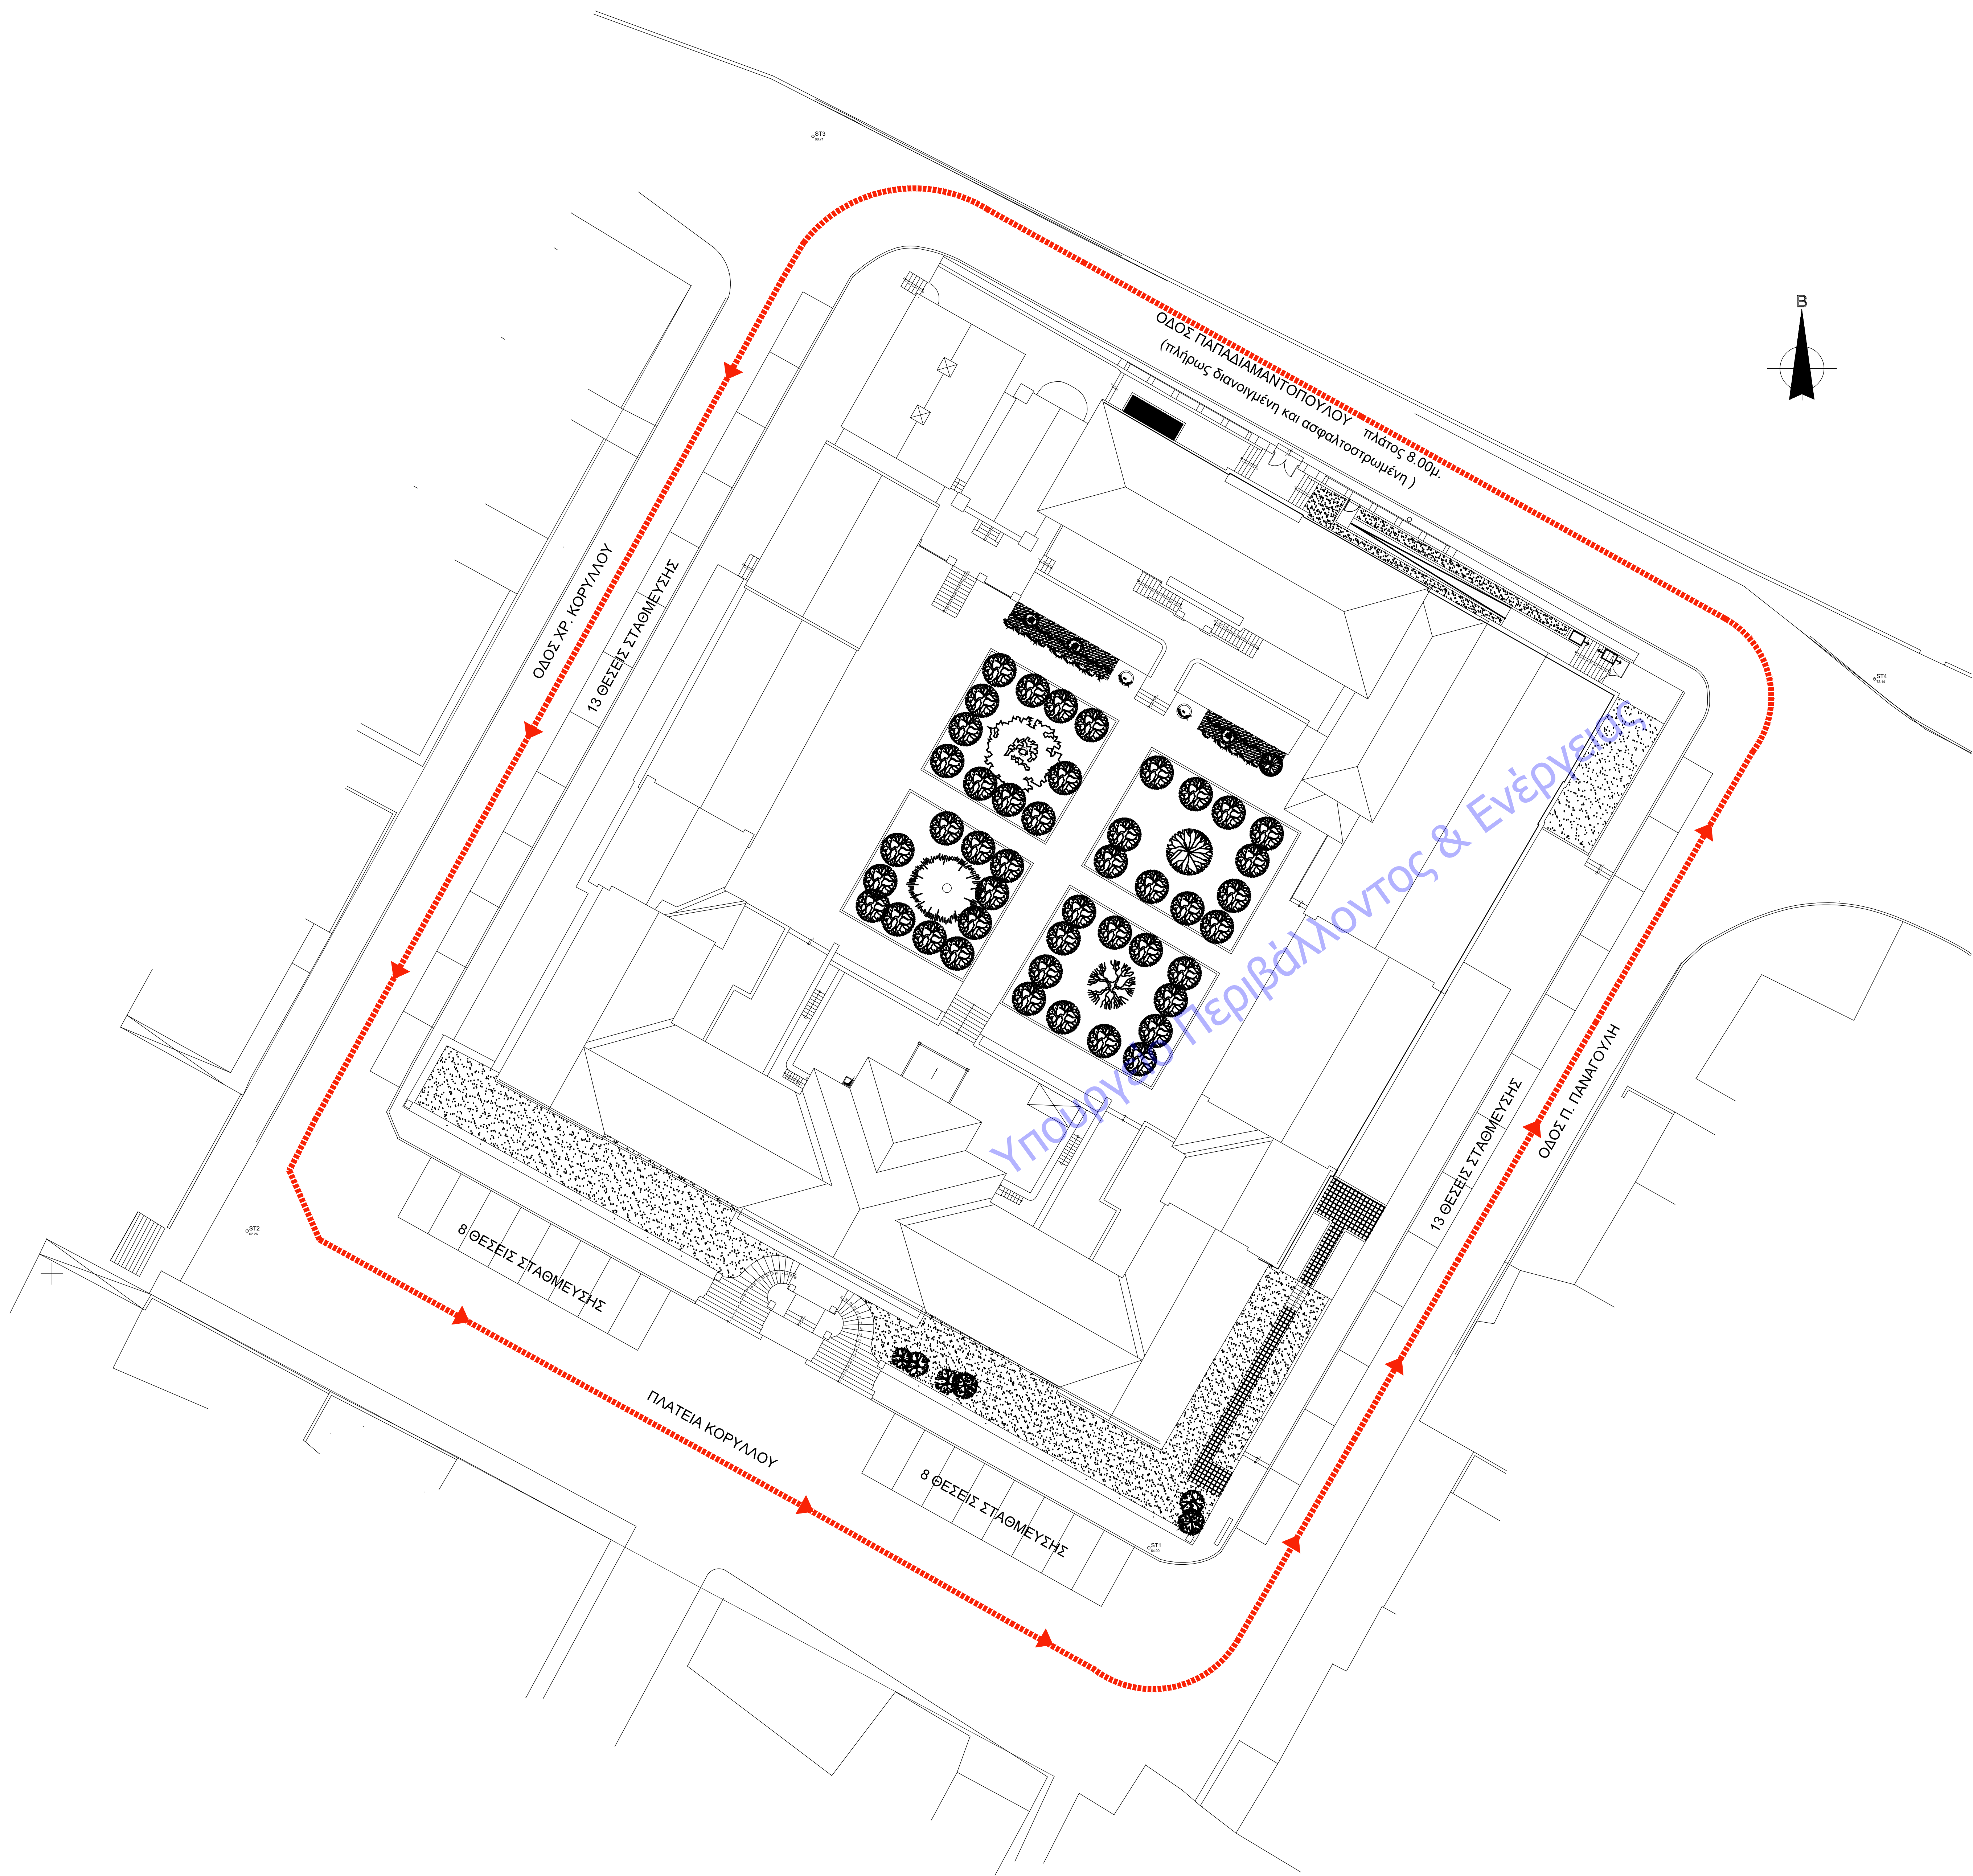 ST3
B
ΟΔΟΣ ΠΑΠΑΔΙΑΜΑΝΤΟΠΟΥΛΟΥ πλάτος 8.00μ.
(πλήρως διανοιγμένη και ασφαλτοστρωμένη )
ΟΔΟΣ ΧΡ. ΚΟΡΥΛΛΟΥ
13 ΘΕΣΕΙΣ ΣΤΑΘΜΕΥΣΗΣ
ST4
Υπουργείο Περιβάλλοντος & Ενέργειας
ΟΔΟΣ Π. ΠΑΝΑΓΟΥΛΗ
13 ΘΕΣΕΙΣ ΣΤΑΘΜΕΥΣΗΣ
ST2
8 ΘΕΣΕΙΣ ΣΤΑΘΜΕΥΣΗΣ
ΠΛΑΤΕΙΑ ΚΟΡΥΛΛΟΥ
8 ΘΕΣΕΙΣ ΣΤΑΘΜΕΥΣΗΣ
ST1